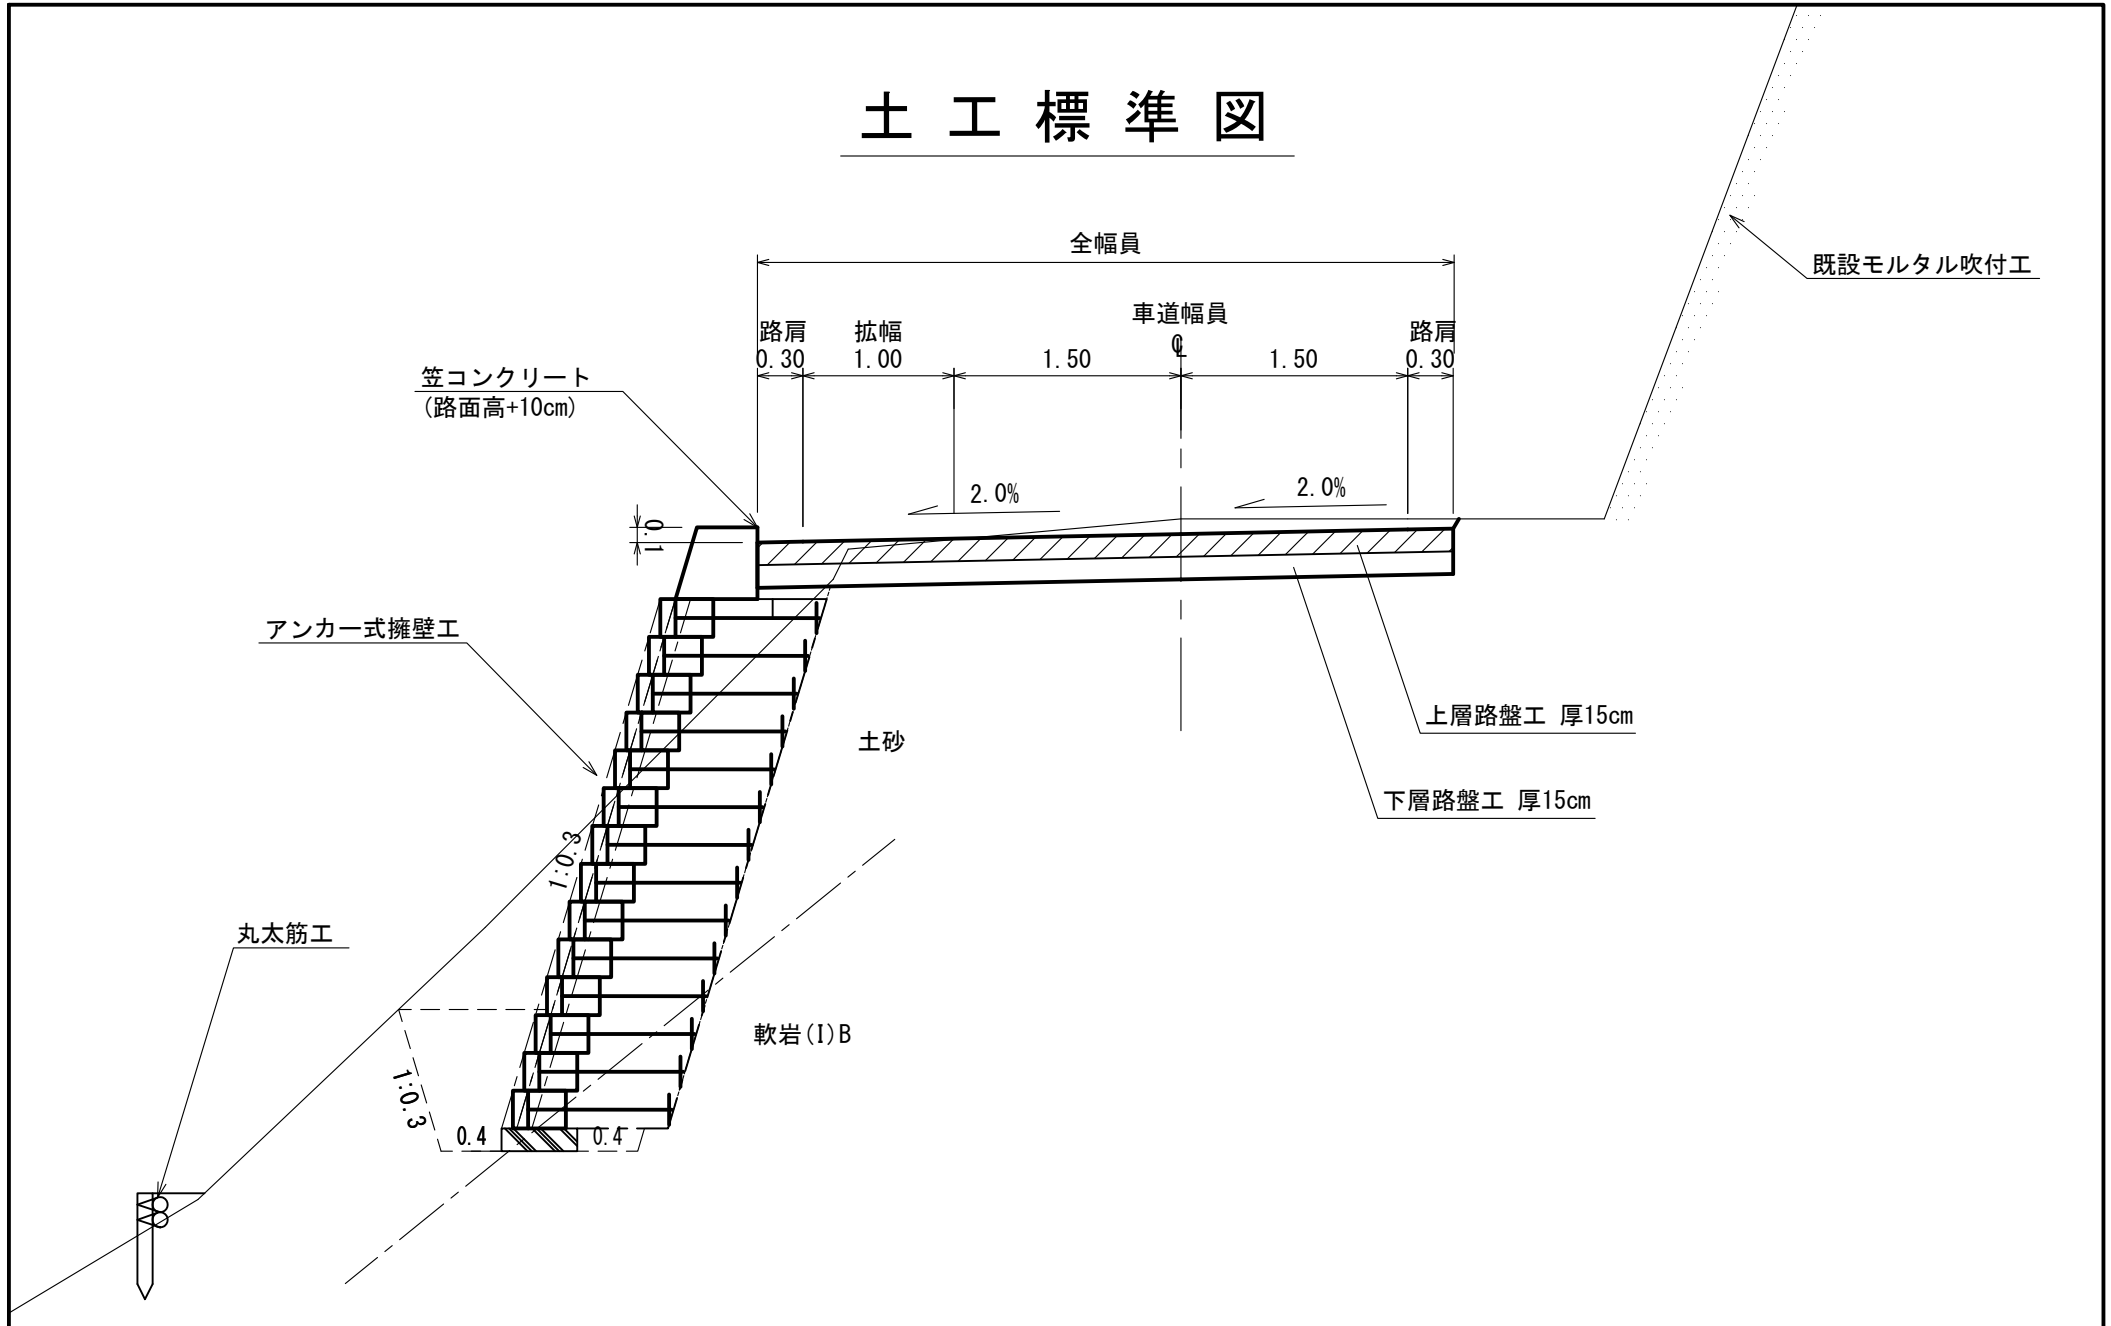 土工標準図
全幅員
既設モルタル吹付工
車道幅員
路肩 拡幅 路肩
0.30 1.00 1.50 ℄ 1.50 0.30
笠コンクリート
(路面高+10cm)
2.0% 2.0%
0.1
アンカー式擁壁工
上層路盤工 厚15cm
土砂
下層路盤工 厚15cm
1:0.3
丸太筋工
軟岩(I)B
1:0.3
0.4 0.4